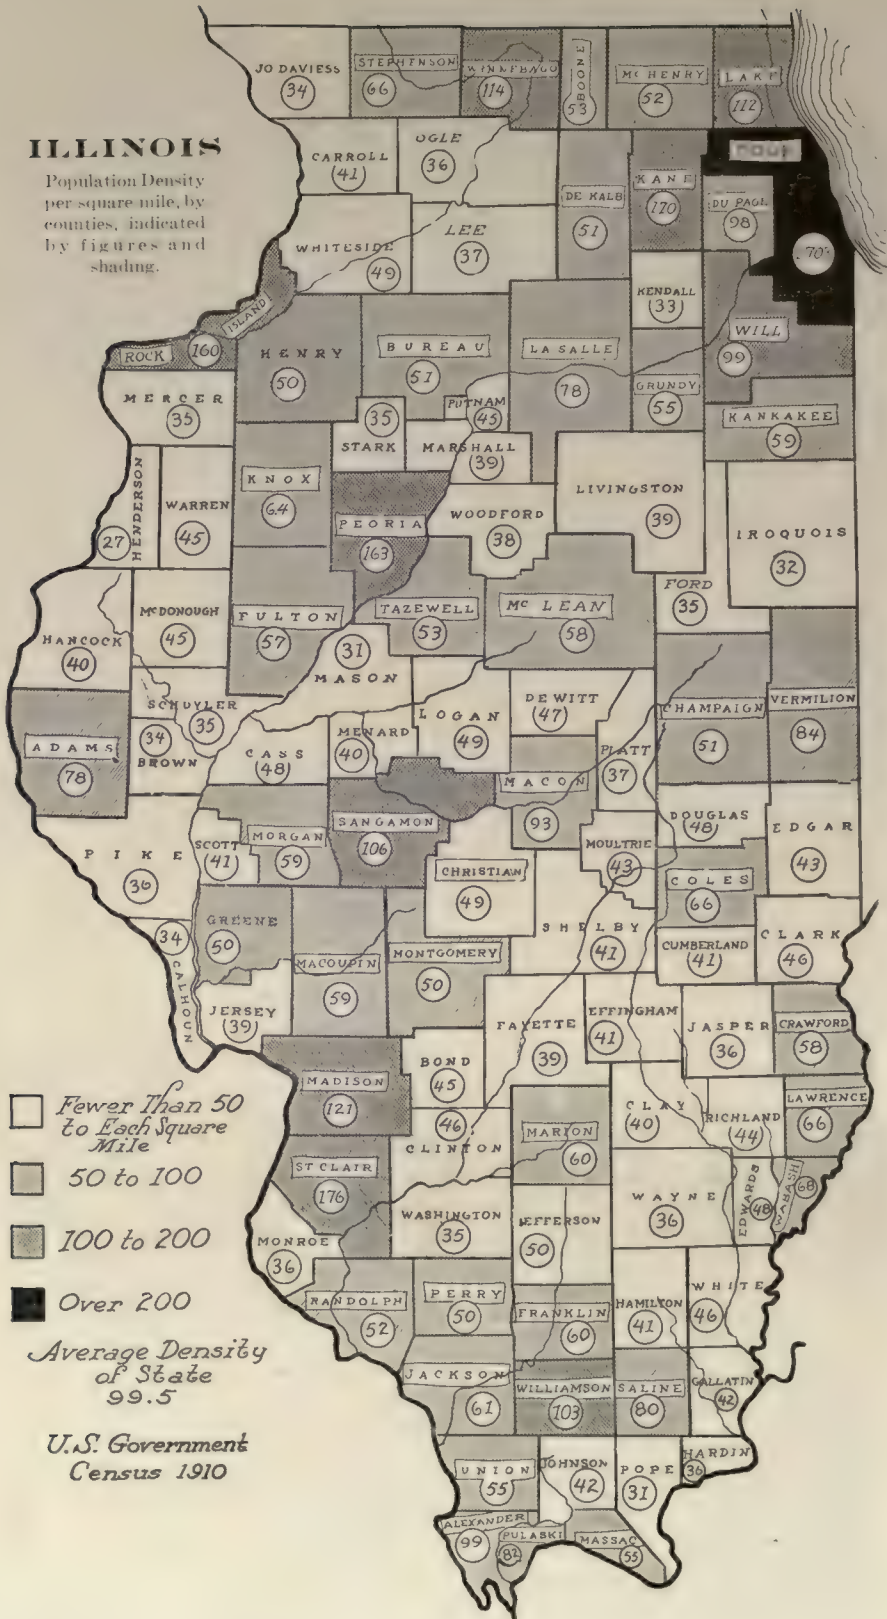 ILLINOIS
Population Density
per square mile, by
counties, indicated
by figures and
shading.
JO DAVIESS
34
STEPHENSON
66
WINNEBAGO
114
BOONE
53
McHENRY
52
LAKE
112
CARROLL
41
OGLE
36
DE KALB
51
KANE
170
DU PAGE
98
WHITESIDE
49
LEE
37
KENDALL
33
ROCK ISLAND
160
HENRY
50
BUREAU
51
LA SALLE
78
GRUNDY
55
WILL
99
KANKAKEE
59
MERCER
35
STARK
35
PUTNAM
45
MARSHALL
39
HENDERSON
27
WARREN
45
KNOX
64
PEORIA
163
WOODFORD
38
LIVINGSTON
39
IROQUOIS
32
FORD
35
HANCOCK
40
McDONOUGH
45
FULTON
57
TAZEWELL
53
McLEAN
58
MASON
31
SCHUYLER
35
ADAMS
78
BROWN
34
CASS
48
MENARD
40
LOGAN
49
DEWITT
47
PIATT
37
CHAMPAIGN
51
VERMILION
84
MACON
93
PIKE
36
SCOTT
41
MORGAN
59
SANGAMON
106
CHRISTIAN
49
MOULTRIE
43
DOUGLAS
48
EDGAR
43
COLES
66
GREENE
50
CALHOUN
34
JERSEY
39
MACOUPIN
59
MONTGOMERY
50
SHELBY
41
CUMBERLAND
41
CLARK
46
FAYETTE
39
EFFINGHAM
41
JASPER
36
CRAWFORD
58
MADISON
121
BOND
45
CLINTON
46
MARION
60
CLAY
40
RICHLAND
44
LAWRENCE
66
ST CLAIR
176
WASHINGTON
35
JEFFERSON
50
WAYNE
36
EDWARDS
48
WABASH
68
MONROE
36
RANDOLPH
52
PERRY
50
FRANKLIN
60
HAMILTON
41
WHITE
46
JACKSON
61
WILLIAMSON
103
SALINE
80
GALLATIN
42
UNION
55
JOHNSON
42
POPE
31
HARDIN
36
ALEXANDER
99
PULASKI
82
MASSAC
55
Fewer Than 50
to Each Square
Mile
50 to 100
100 to 200
Over 200
Average Density
of State
99.5
U.S. Government
Census 1910